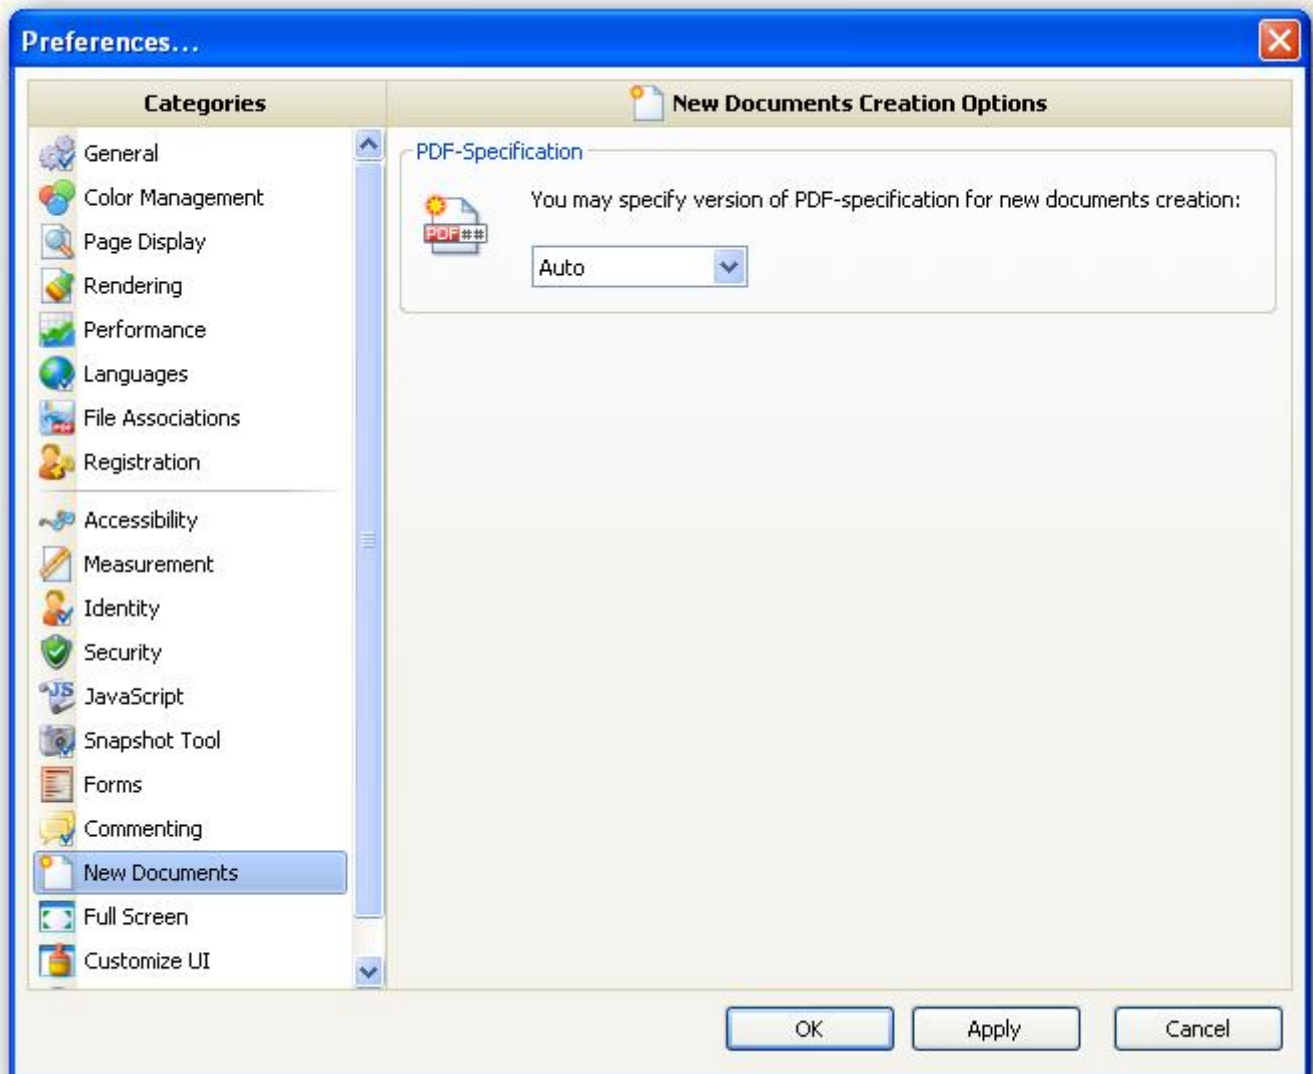 Preferences...
Categories
New Documents Creation Options
General
Color Management
Page Display
Rendering
Performance
Languages
File Associations
Registration
Accessibility
Measurement
Identity
Security
JavaScript
Snapshot Tool
Forms
Commenting
New Documents
Full Screen
Customize UI
PDF-Specification
PDF##
You may specify version of PDF-specification for new documents creation:
Auto
OK
Apply
Cancel